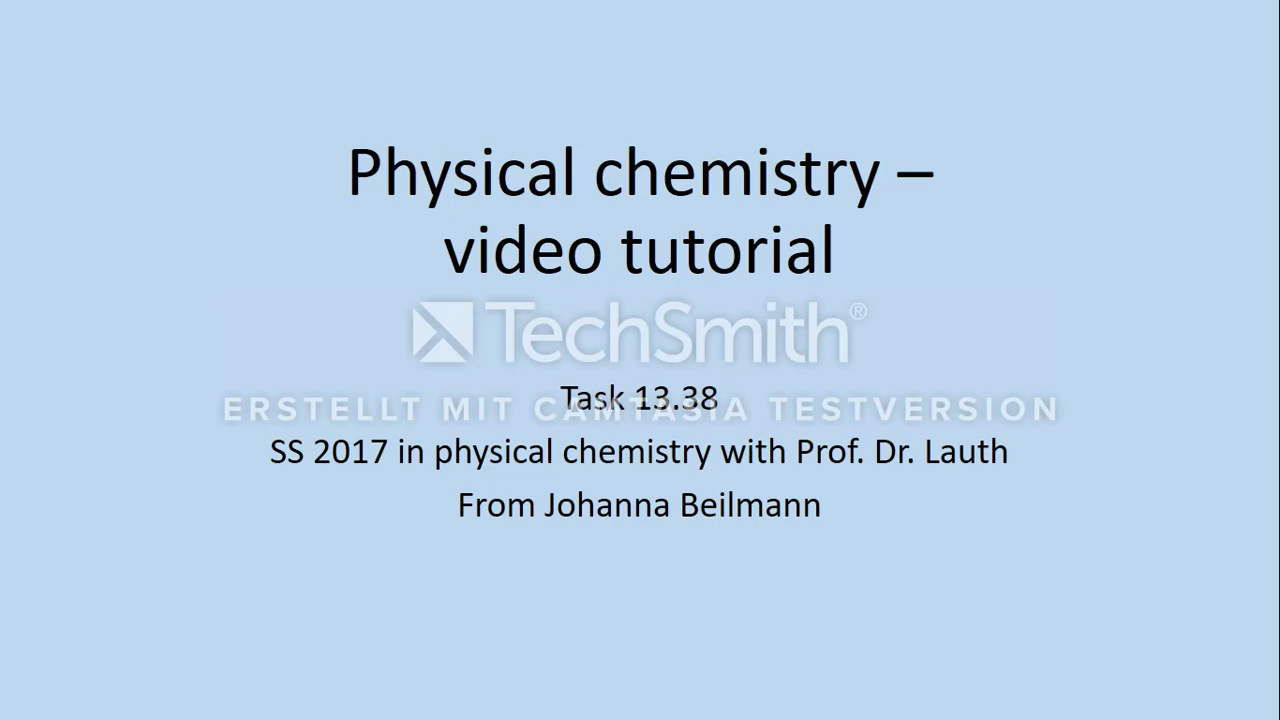 Physical chemistry –
video tutorial
TechSmith®
Task 13.38
ERSTELLT MIT CAMTASIA TESTVERSION
SS 2017 in physical chemistry with Prof. Dr. Lauth
From Johanna Beilmann